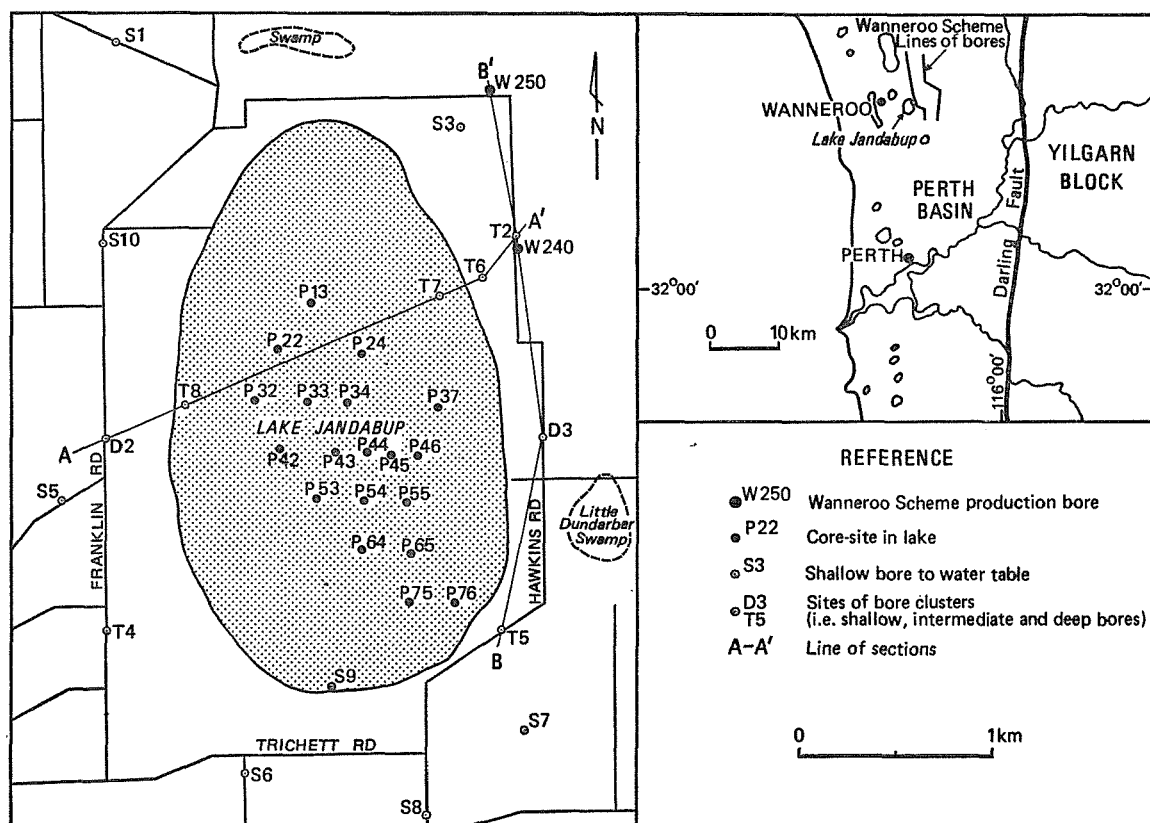 S1
Swamp
B'
W 250
S3
N
A'
T2
W 240
S10
T6
T7
P13
P22
P24
T8
P32
P33
P34
P37
LAKE JANDABUP
A
D2
P42
P43
P44
P45
P46
D3
S5
FRANKLIN RD
P53
P54
P55
HAWKINS RD
Little
Dundarbar
Swamp
P64
P65
P75
P76
T4
T5
B
S9
S7
TRICHETT RD
S6
S8
Wanneroo Scheme
Lines of bores
WANNEROO
Lake Jandabup
YILGARN
BLOCK
PERTH
BASIN
Darling Fault
PERTH
32°00'
32°00'
0 10km
116°00'
REFERENCE
W250 Wanneroo Scheme production bore
P22 Core-site in lake
S3 Shallow bore to water table
D3 Sites of bore clusters
T5 (i.e. shallow, intermediate and deep bores)
A–A' Line of sections
0 1km